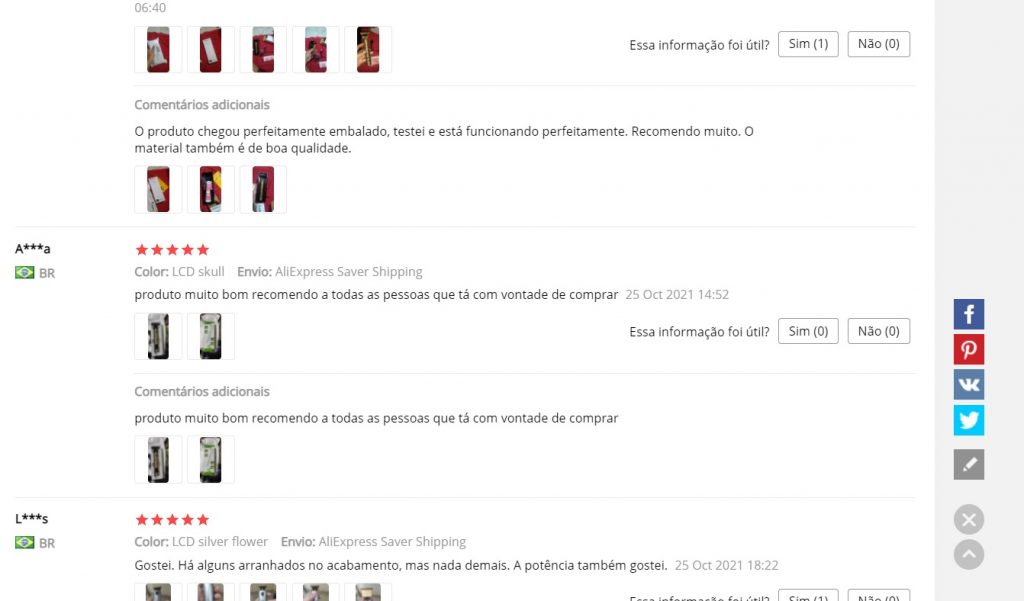 06:40
Essa informação foi útil? Sim (1) Não (0)
Comentários adicionais
O produto chegou perfeitamente embalado, testei e está funcionando perfeitamente. Recomendo muito. O
material também é de boa qualidade.
A***a
BR
Color: LCD skull Envio: AliExpress Saver Shipping
produto muito bom recomendo a todas as pessoas que tá com vontade de comprar 25 Oct 2021 14:52
Essa informação foi útil? Sim (0) Não (0)
Comentários adicionais
produto muito bom recomendo a todas as pessoas que tá com vontade de comprar
L***s
BR
Color: LCD silver flower Envio: AliExpress Saver Shipping
Gostei. Há alguns arranhados no acabamento, mas nada demais. A potência também gostei. 25 Oct 2021 18:22
Essa informação foi útil? Sim (1) Não (0)